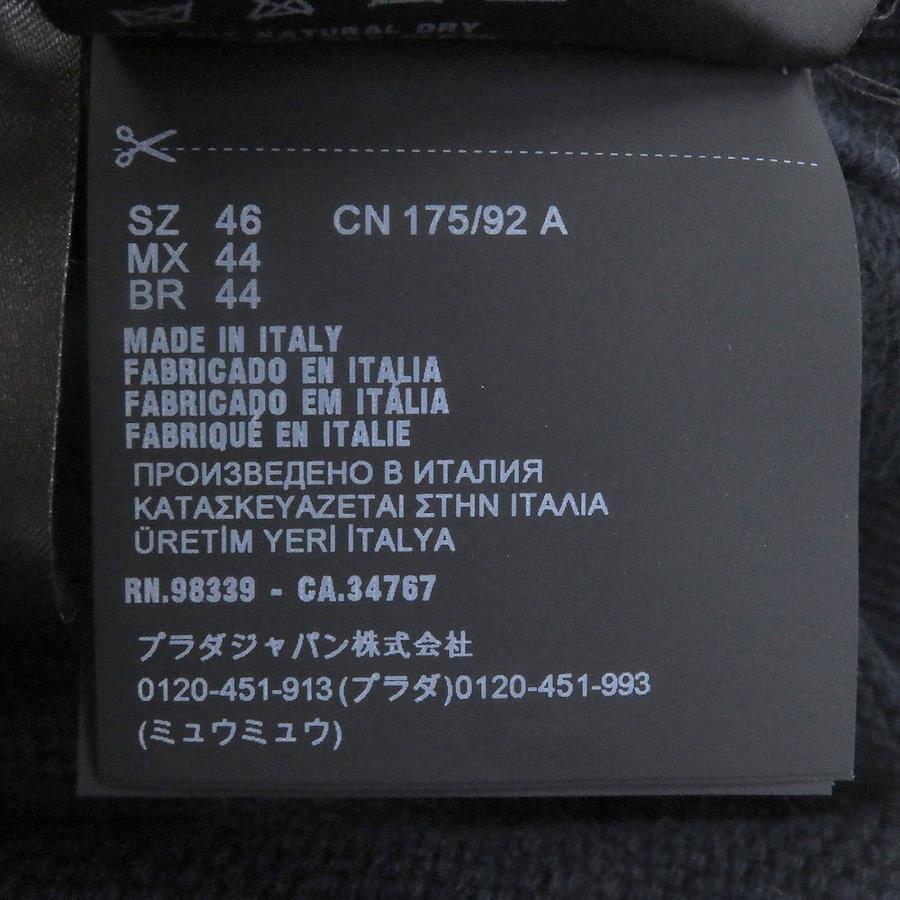 NATURAL DRY
SZ 46 CN 175/92 A
MX 44
BR 44
MADE IN ITALY
FABRICADO EN ITALIA
FABRICADO EM ITÁLIA
FABRIQUÉ EN ITALIE
ПРОИЗВЕДЕНО В ИТАЛИЯ
ΚΑΤΑΣΚΕΥΑΖΕΤΑΙ ΣΤΗΝ ΙΤΑΛΙΑ
ÜRETİM YERİ İTALYA
RN.98339 - CA.34767
プラダジャパン株式会社
0120-451-913(プラダ)0120-451-993
(ミュウミュウ)